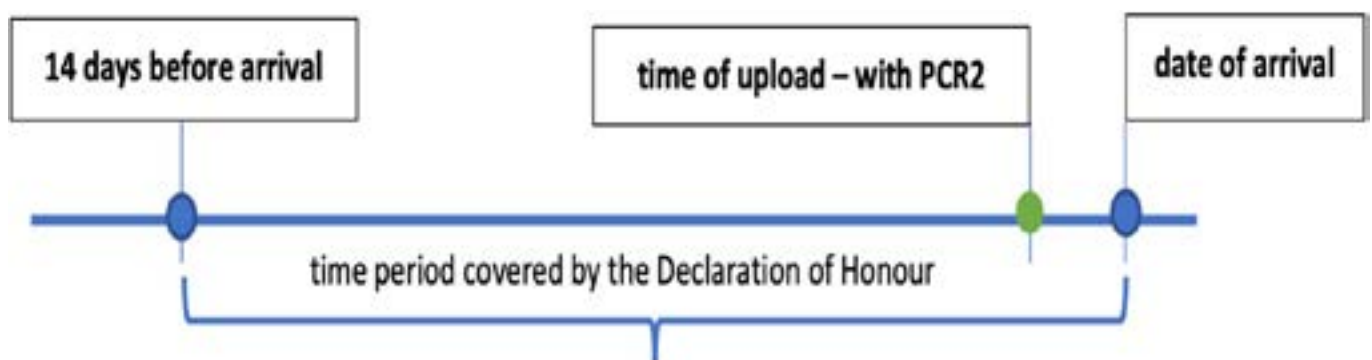 14 days before arrival
time of upload – with PCR2
date of arrival
time period covered by the Declaration of Honour